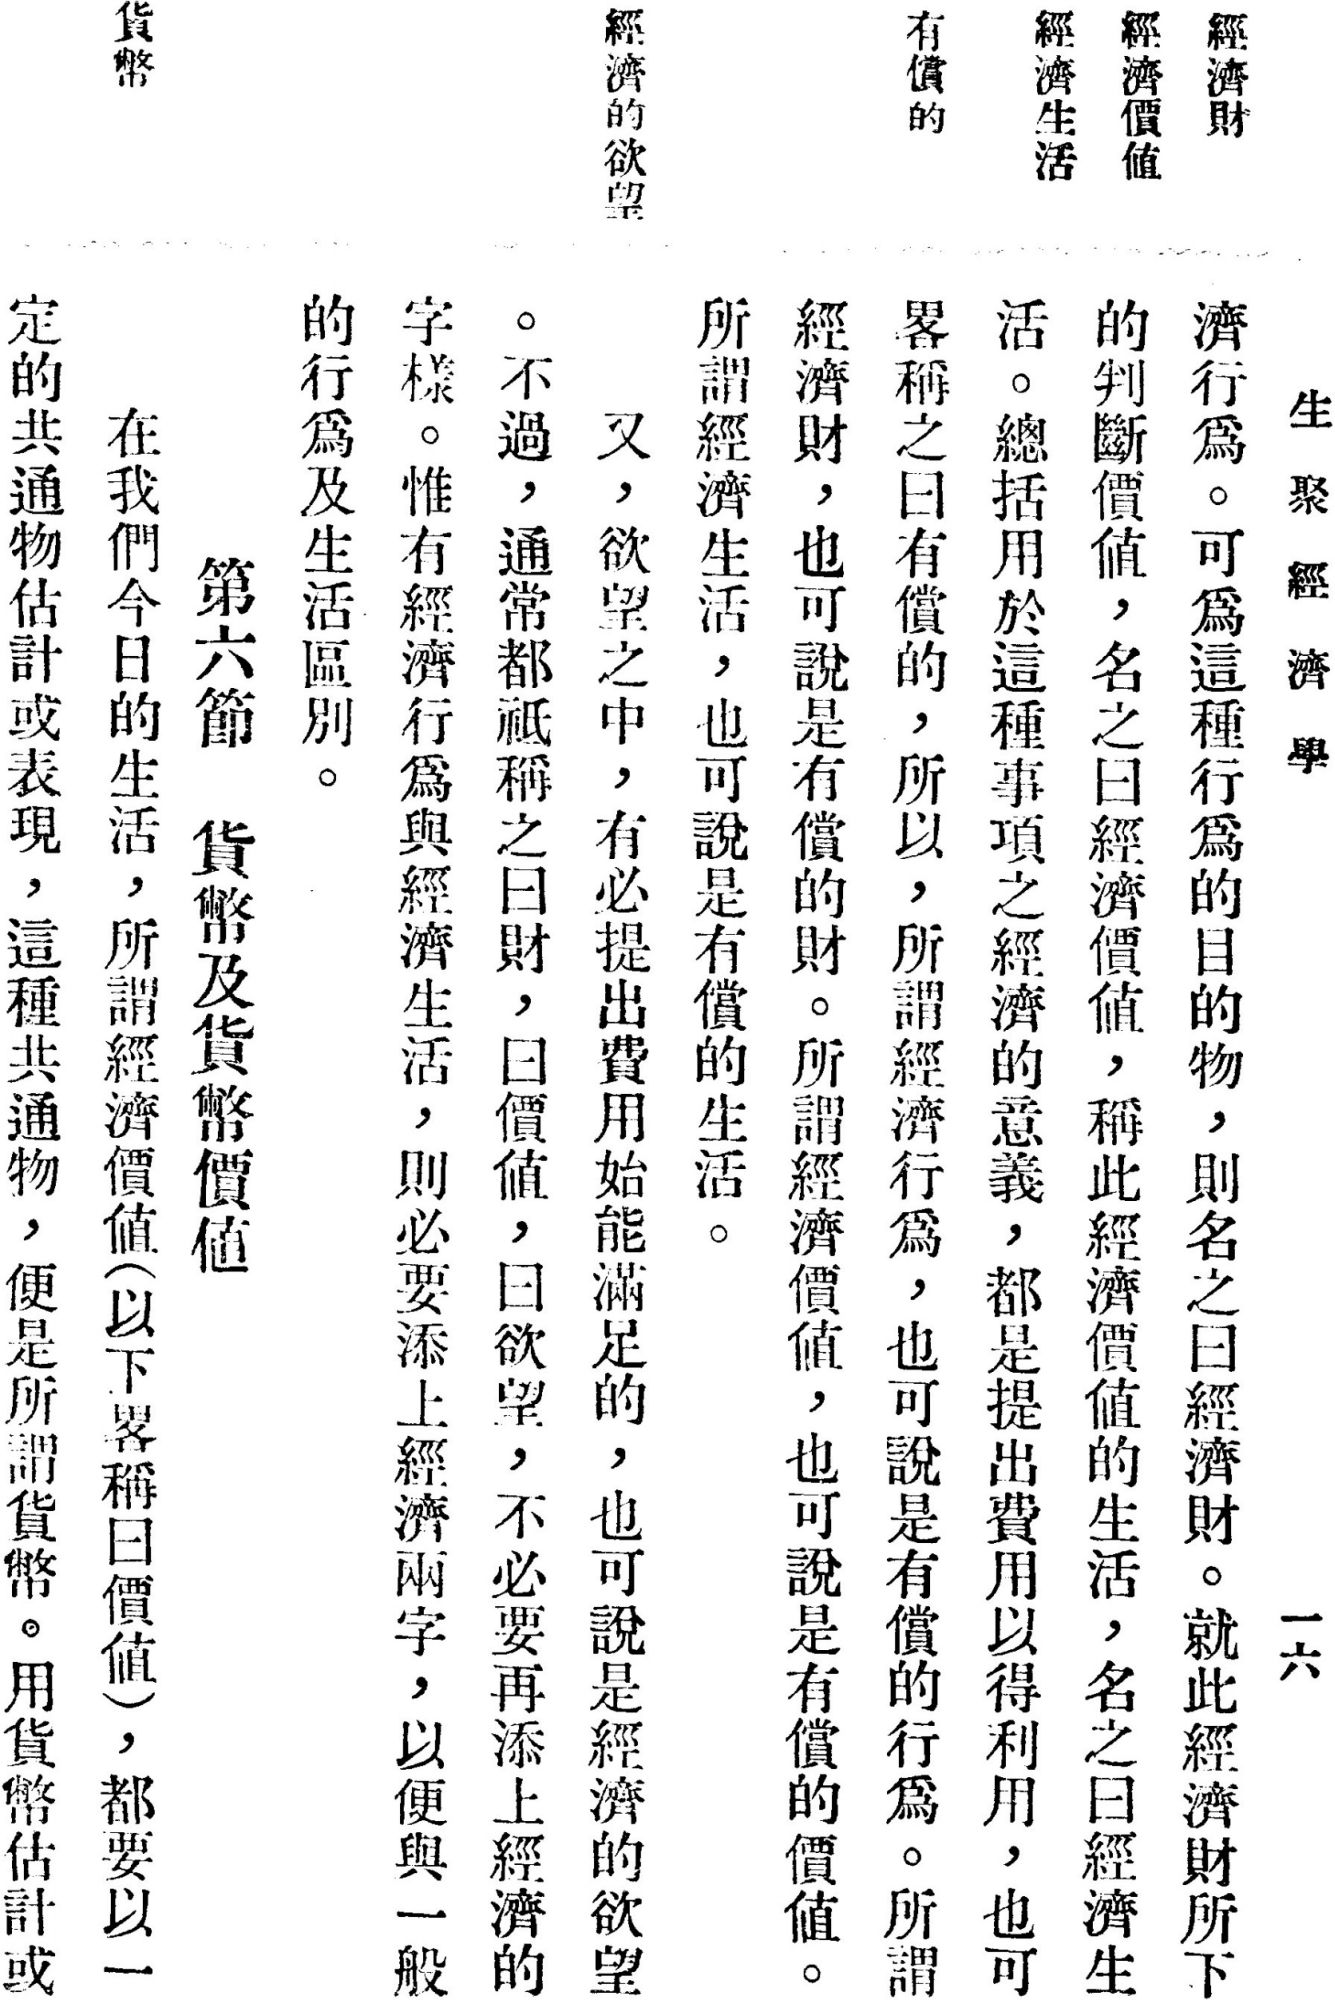 生聚經濟學
一六
經濟財
經濟價値
經濟生活
有償的
經濟的欲望
貨幣
濟行爲。可爲這種行爲的目的物，則名之曰經濟財。就此經濟財所下
的判斷價値，名之曰經濟價値，稱此經濟價値的生活，名之曰經濟生
活。總括用於這種事項之經濟的意義，都是提出費用以得利用，也可
畧稱之曰有償的，所以，所謂經濟行爲，也可說是有償的行爲。所謂
經濟財，也可說是有償的財。所謂經濟價値，也可說是有償的價値。
所謂經濟生活，也可說是有償的生活。
又，欲望之中，有必提出費用始能滿足的，也可說是經濟的欲望
。不過，通常都祇稱之曰財，曰價値，曰欲望，不必要再添上經濟的
字樣。惟有經濟行爲與經濟生活，則必要添上經濟兩字，以便與一般
的行爲及生活區別。
第六節　貨幣及貨幣價値
在我們今日的生活，所謂經濟價値（以下畧稱曰價値），都要以一
定的共通物估計或表現，這種共通物，便是所謂貨幣。用貨幣估計或